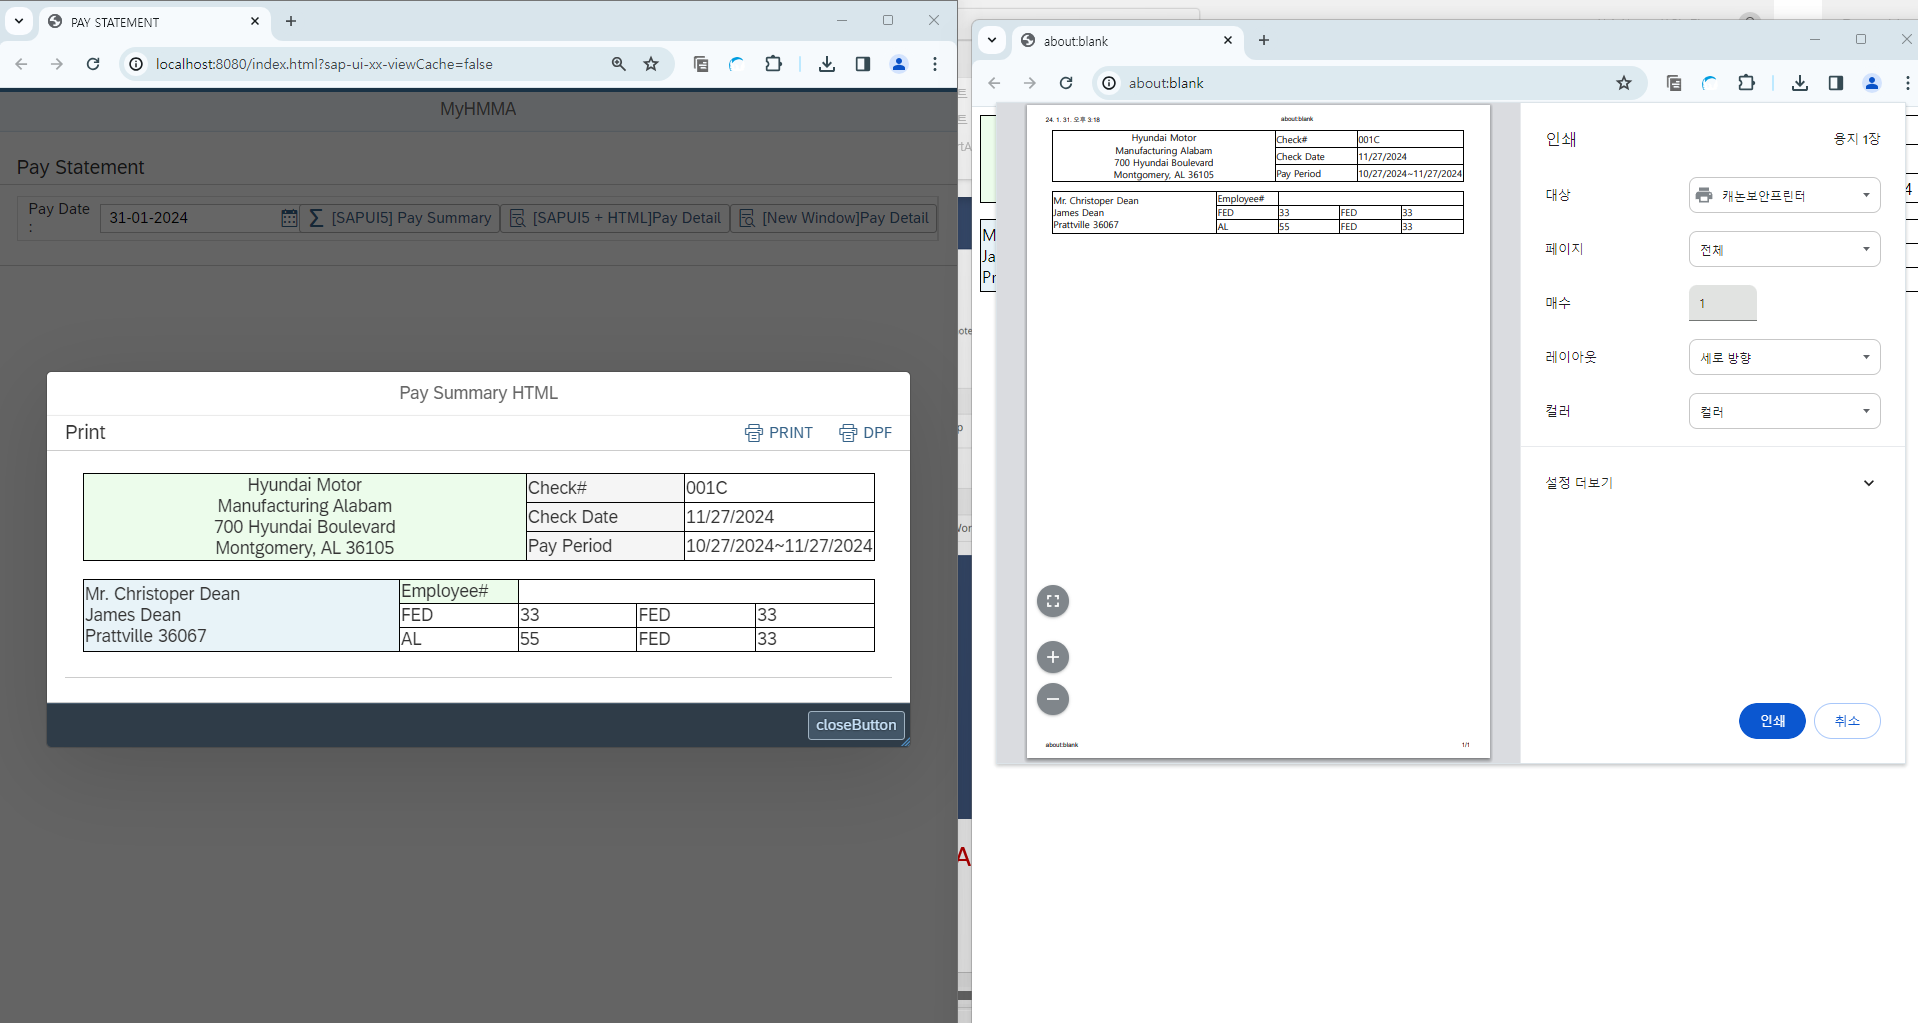 PAY STATEMENT
localhost:8080/index.html?sap-ui-xx-viewCache=false
MyHMMA
Pay Statement
Pay Date :
31-01-2024
[SAPUI5] Pay Summary
[SAPUI5 + HTML]Pay Detail
[New Window]Pay Detail
Pay Summary HTML
Print
PRINT
DPF
Hyundai Motor
Manufacturing Alabam
700 Hyundai Boulevard
Montgomery, AL 36105
Check# 001C
Check Date 11/27/2024
Pay Period 10/27/2024~11/27/2024
Mr. Christoper Dean
James Dean
Prattville 36067
Employee#
FED 33 FED 33
AL 55 FED 33
closeButton
about:blank
about:blank
M
Ja
Pr
4
A
24. 1. 31. 오후 3:18
about:blank
Hyundai Motor
Manufacturing Alabam
700 Hyundai Boulevard
Montgomery, AL 36105
Check# 001C
Check Date 11/27/2024
Pay Period 10/27/2024~11/27/2024
Mr. Christoper Dean
James Dean
Prattville 36067
Employee#
FED 33 FED 33
AL 55 FED 33
about:blank
1/1
인쇄
용지 1장
대상
캐논보안프린터
페이지
전체
매수
1
레이아웃
세로 방향
컬러
컬러
설정 더보기
인쇄
취소